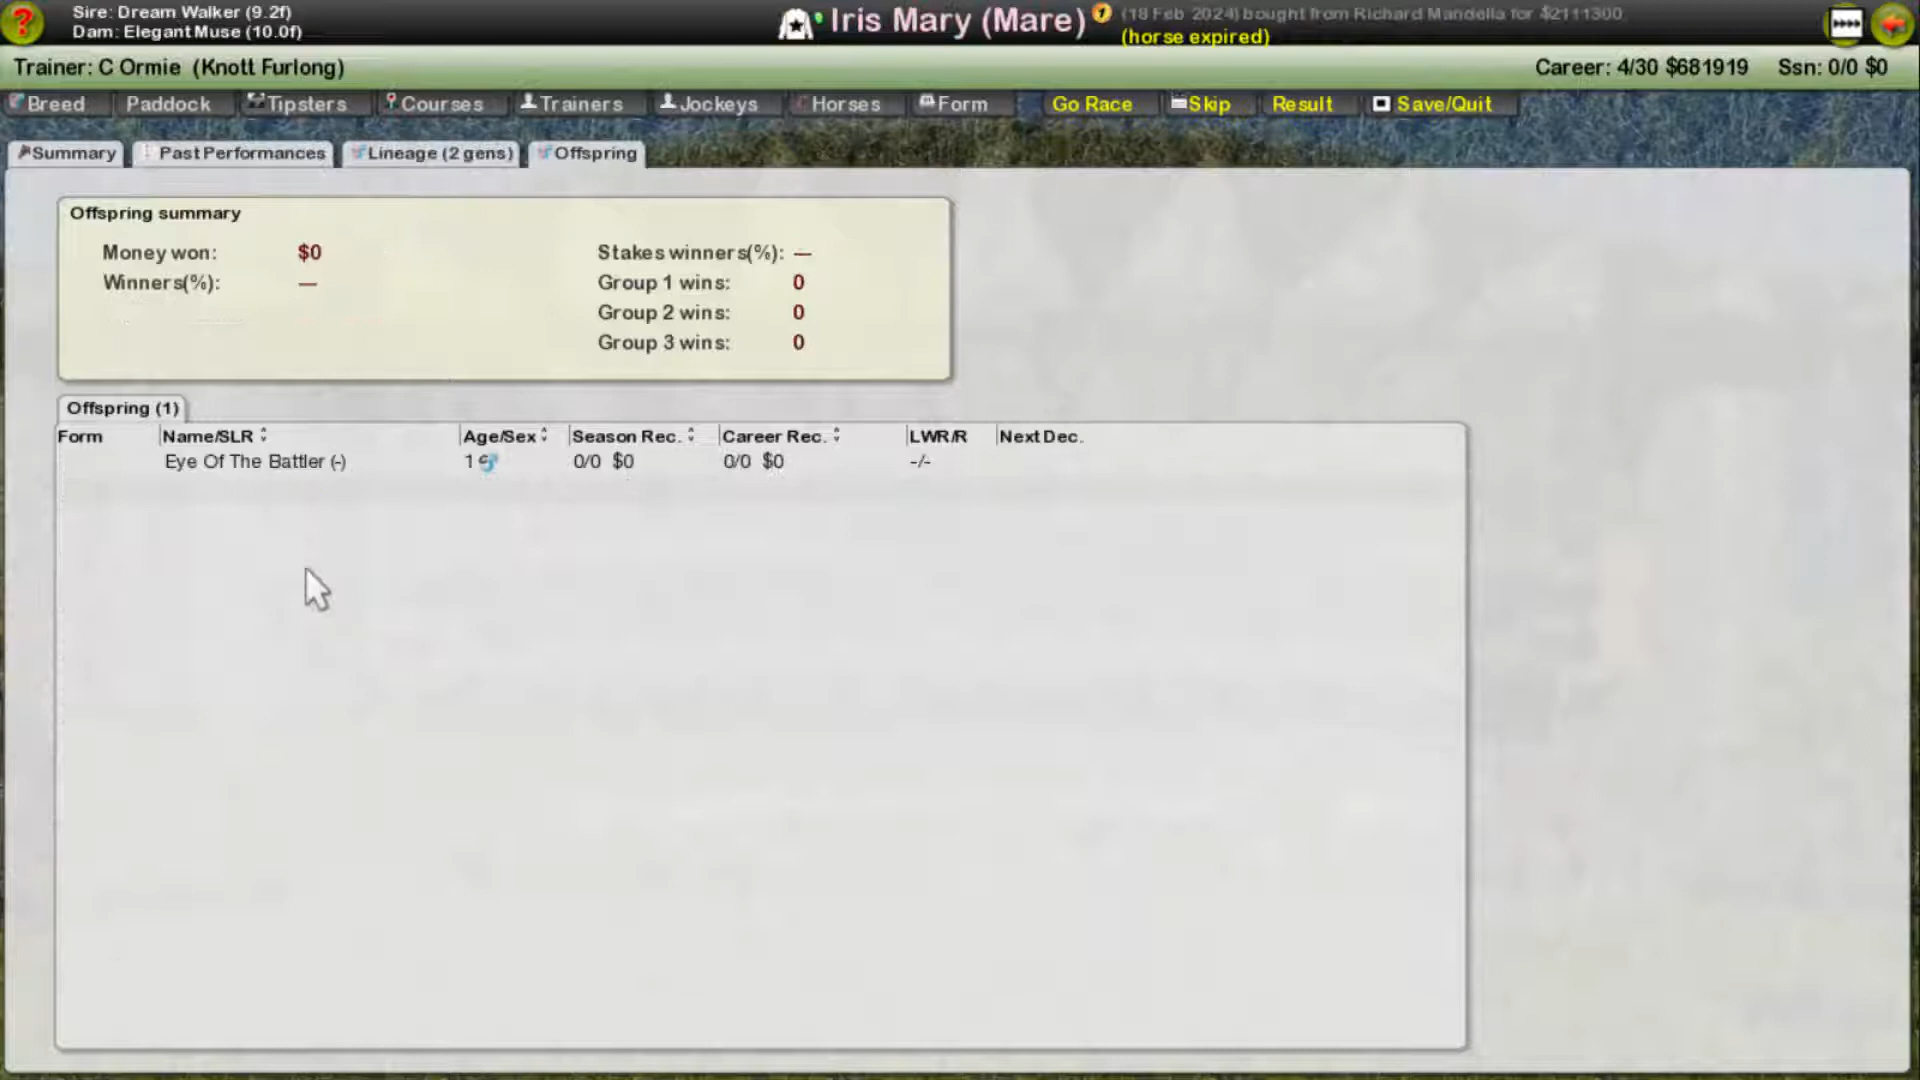 Sire: Dream Walker (9.2f)
Dam: Elegant Muse (10.0f)
Iris Mary (Mare)
(18 Feb 2024) bought from Richard Mandella for $2111300
(horse expired)
Trainer: C Ormie (Knott Furlong)
Career: 4/30 $681919 Ssn: 0/0 $0
Breed Paddock Tipsters Courses Trainers Jockeys Horses Form Go Race Skip Result Save/Quit
Summary Past Performances Lineage (2 gens) Offspring
Offspring summary
Money won: $0 Stakes winners(%): —
Winners(%): — Group 1 wins: 0
Group 2 wins: 0
Group 3 wins: 0
Offspring (1)
Form Name/SLR Age/Sex Season Rec. Career Rec. LWR/R Next Dec.
Eye Of The Battler (-) 1 0/0 $0 0/0 $0 -/-